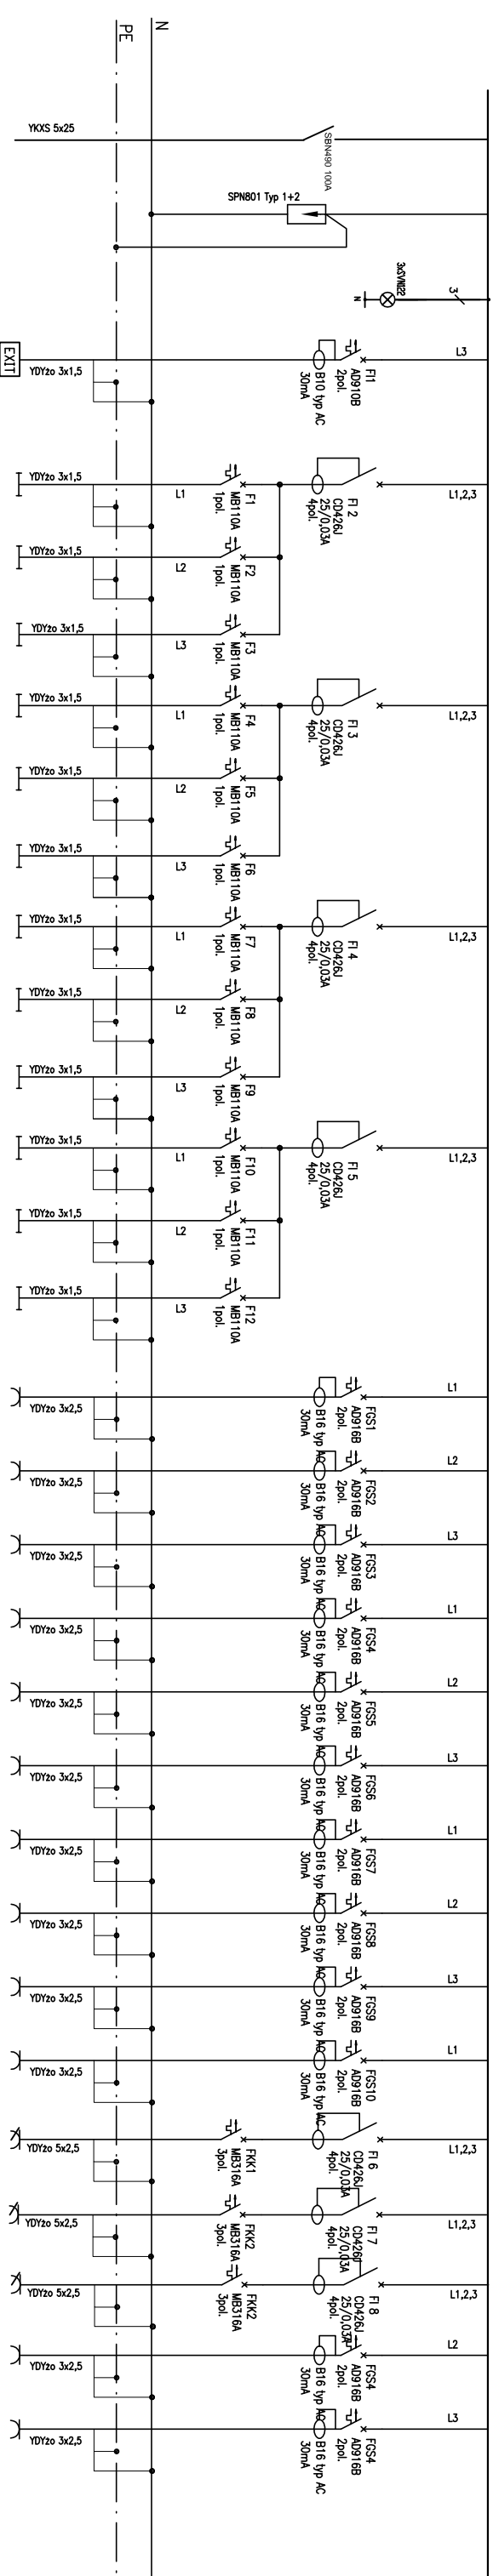 PE
N
YKXS 5x25
SBN490 100A
SPN801 Typ 1+2
3xSVN122
3
N
L3
FI1
AD910B
2pol.
B10 typ AC
30mA
YDYżo 3x1,5
EXIT
L1,2,3
FI 2
CD426J
25/0,03A
4pol.
F1
MB110A
1pol.
L1
YDYżo 3x1,5
F2
MB110A
1pol.
L2
YDYżo 3x1,5
F3
MB110A
1pol.
L3
YDYżo 3x1,5
L1,2,3
FI 3
CD426J
25/0,03A
4pol.
F4
MB110A
1pol.
L1
YDYżo 3x1,5
F5
MB110A
1pol.
L2
YDYżo 3x1,5
F6
MB110A
1pol.
L3
YDYżo 3x1,5
L1,2,3
FI 4
CD426J
25/0,03A
4pol.
F7
MB110A
1pol.
L1
YDYżo 3x1,5
F8
MB110A
1pol.
L2
YDYżo 3x1,5
F9
MB110A
1pol.
L3
YDYżo 3x1,5
L1,2,3
FI 5
CD426J
25/0,03A
4pol.
F10
MB110A
1pol.
L1
YDYżo 3x1,5
F11
MB110A
1pol.
L2
YDYżo 3x1,5
F12
MB110A
1pol.
L3
YDYżo 3x1,5
L1
FGS1
AD916B
2pol.
B16 typ AC
30mA
YDYżo 3x2,5
L2
FGS2
AD916B
2pol.
B16 typ AC
30mA
YDYżo 3x2,5
L3
FGS3
AD916B
2pol.
B16 typ AC
30mA
YDYżo 3x2,5
L1
FGS4
AD916B
2pol.
B16 typ AC
30mA
YDYżo 3x2,5
L2
FGS5
AD916B
2pol.
B16 typ AC
30mA
YDYżo 3x2,5
L3
FGS6
AD916B
2pol.
B16 typ AC
30mA
YDYżo 3x2,5
L1
FGS7
AD916B
2pol.
B16 typ AC
30mA
YDYżo 3x2,5
L2
FGS8
AD916B
2pol.
B16 typ AC
30mA
YDYżo 3x2,5
L3
FGS9
AD916B
2pol.
B16 typ AC
30mA
YDYżo 3x2,5
L1
FGS10
AD916B
2pol.
B16 typ AC
30mA
YDYżo 3x2,5
L1,2,3
FI 6
CD426J
25/0,03A
4pol.
FKK1
MB316A
3pol.
YDYżo 5x2,5
L1,2,3
FI 7
CD426J
25/0,03A
4pol.
FKK2
MB316A
3pol.
YDYżo 5x2,5
L1,2,3
FI 8
CD426J
25/0,03A
4pol.
FKK2
MB316A
3pol.
YDYżo 5x2,5
L2
FGS4
AD916B
2pol.
B16 typ AC
30mA
YDYżo 3x2,5
L3
FGS4
AD916B
2pol.
B16 typ AC
30mA
YDYżo 3x2,5